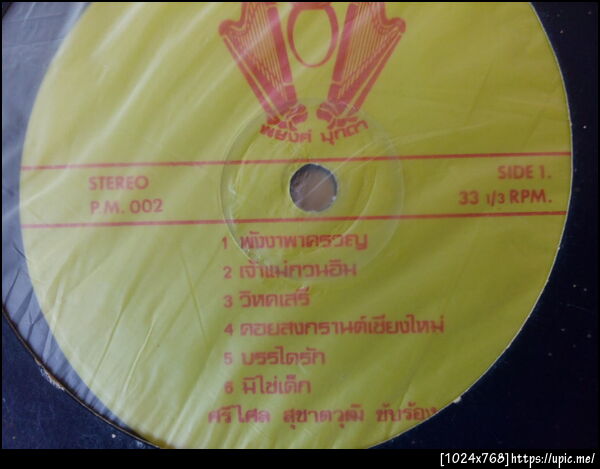 พยงค์ มุกดา
STEREO
P.M. 002
SIDE 1.
33 1/3 RPM.
1 พังงาพาครวญ
2 เจ้าแม่กวนอิม
3 วิหคเสรี
4 คอยสงกรานต์เชียงใหม่
5 บรรไดรัก
6 มิใช่เด็ก
ศรีไศล สุชาตวุฒิ ขับร้อง
[1024x768]https://upic.me/